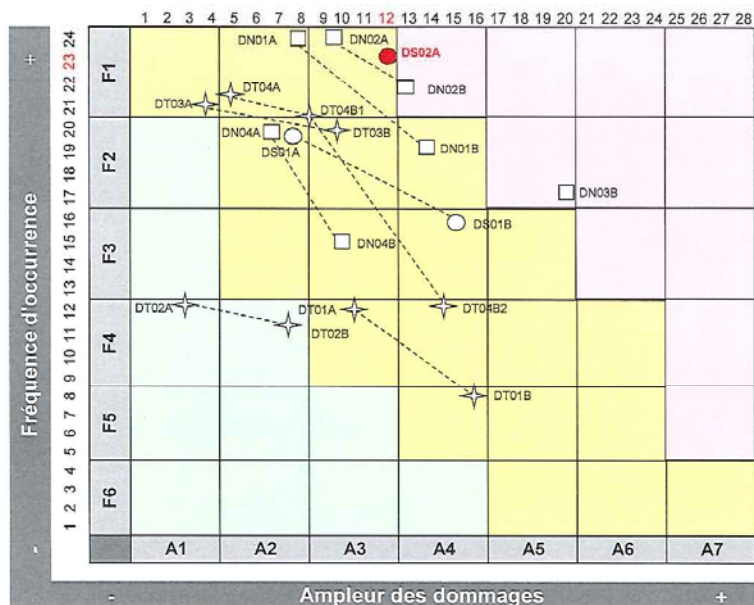 1 2 3 4 5 6 7 8 9 10 11 12 13 14 15 16 17 18 19 20 21 22 23 24 25 26 27 28
+
Fréquence d'occurrence
-
24
23
22
21
20
19
18
17
16
15
14
13
12
11
10
9
8
7
6
5
4
3
2
1
F1
F2
F3
F4
F5
F6
DN01A
DN02A
DS02A
DN02B
DT04A
DT03A
DT04B1
DT03B
DN04A
DS01A
DN01B
DN03B
DS01B
DN04B
DT02A
DT02B
DT01A
DT04B2
DT01B
A1 A2 A3 A4 A5 A6 A7
- Ampleur des dommages +